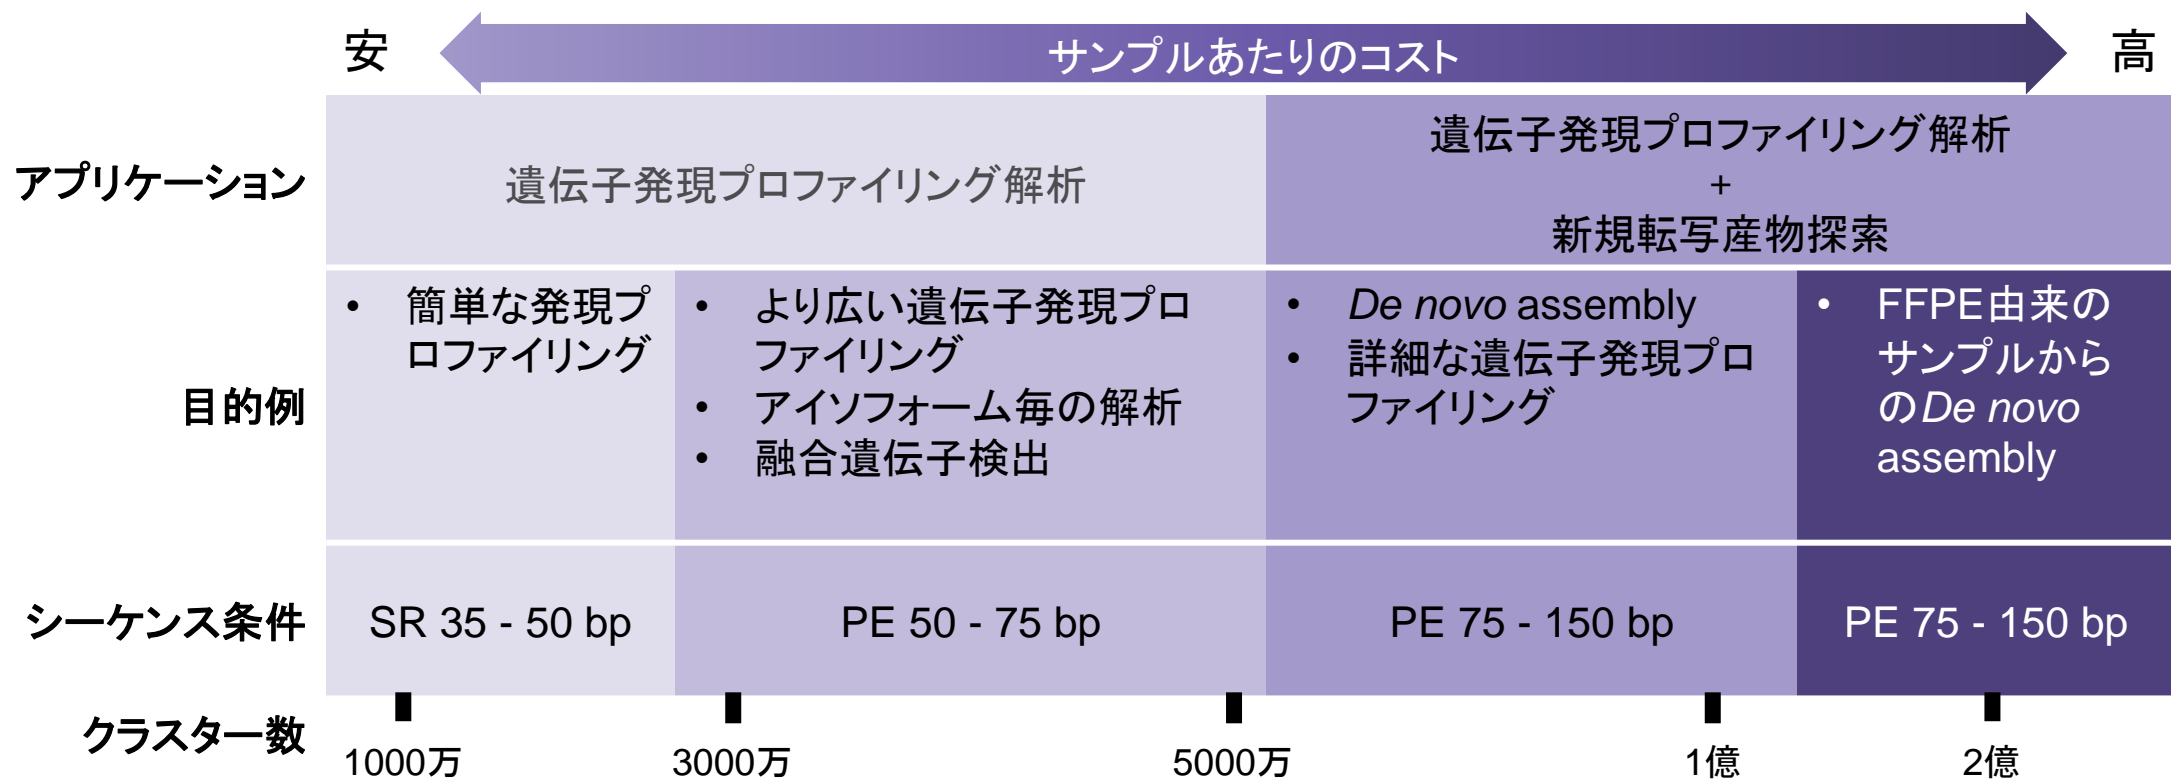 安
サンプルあたりのコスト
高
アプリケーション
遺伝子発現プロファイリング解析
遺伝子発現プロファイリング解析
+
新規転写産物探索
目的例
• 簡単な発現プ
ロファイリング
• より広い遺伝子発現プロ
ファイリング
• アイソフォーム毎の解析
• 融合遺伝子検出
• De novo assembly
• 詳細な遺伝子発現プロ
ファイリング
• FFPE由来の
サンプルから
のDe novo
assembly
シーケンス条件
SR 35 - 50 bp
PE 50 - 75 bp
PE 75 - 150 bp
PE 75 - 150 bp
クラスター数
1000万
3000万
5000万
1億
2億